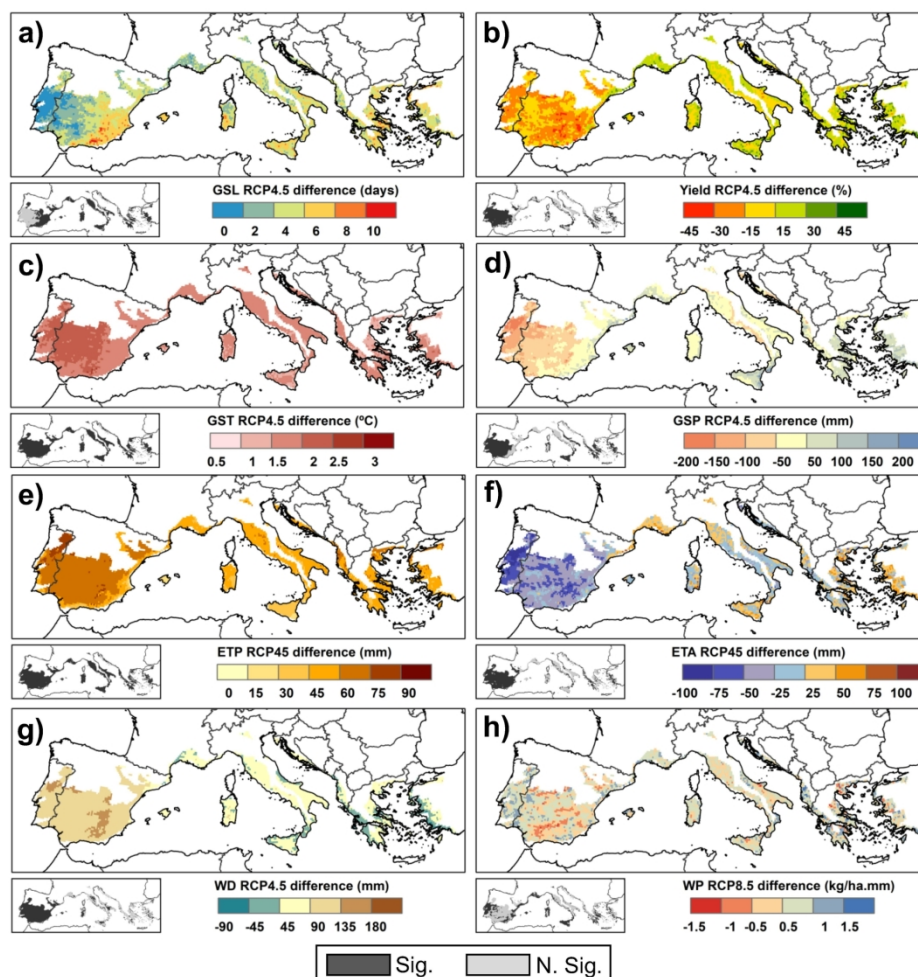 a)
b)
GSL RCP4.5 difference (days)
0 2 4 6 8 10
Yield RCP4.5 difference (%)
-45 -30 -15 15 30 45
c)
d)
GST RCP4.5 difference (ºC)
0.5 1 1.5 2 2.5 3
GSP RCP4.5 difference (mm)
-200 -150 -100 -50 50 100 150 200
e)
f)
ETP RCP45 difference (mm)
0 15 30 45 60 75 90
ETA RCP45 difference (mm)
-100 -75 -50 -25 25 50 75 100
g)
h)
WD RCP4.5 difference (mm)
-90 -45 45 90 135 180
WP RCP8.5 difference (kg/ha.mm)
-1.5 -1 -0.5 0.5 1 1.5
Sig. N. Sig.